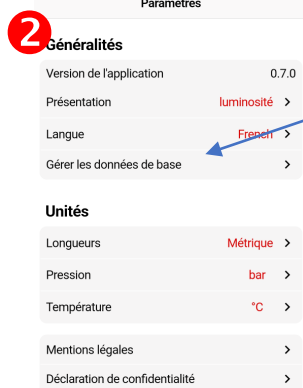 Paramètres
2
Généralités
Version de l'application 0.7.0
Présentation luminosité >
Langue French >
Gérer les données de base >
Unités
Longueurs Métrique >
Pression bar >
Température °C >
Mentions légales >
Déclaration de confidentialité >